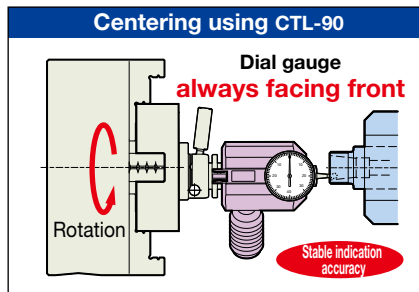 Centering using CTL-90
Dial gauge
always facing front
Rotation
Stable indication
accuracy